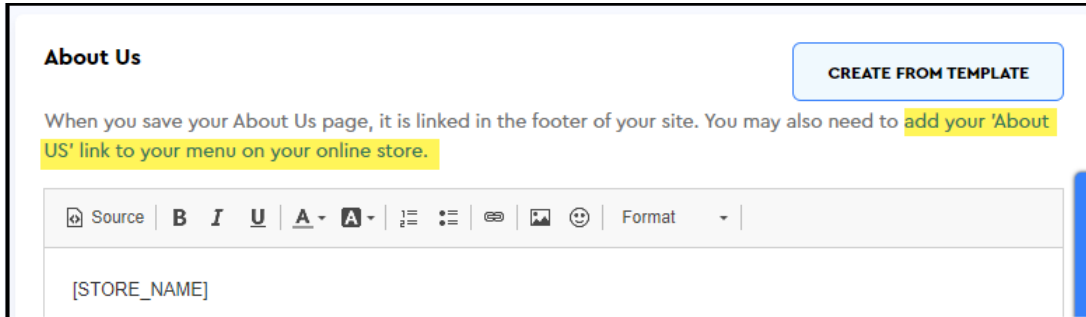 About Us
CREATE FROM TEMPLATE
When you save your About Us page, it is linked in the footer of your site. You may also need to add your 'About
US' link to your menu on your online store.
Source B I U A A Format
[STORE_NAME]